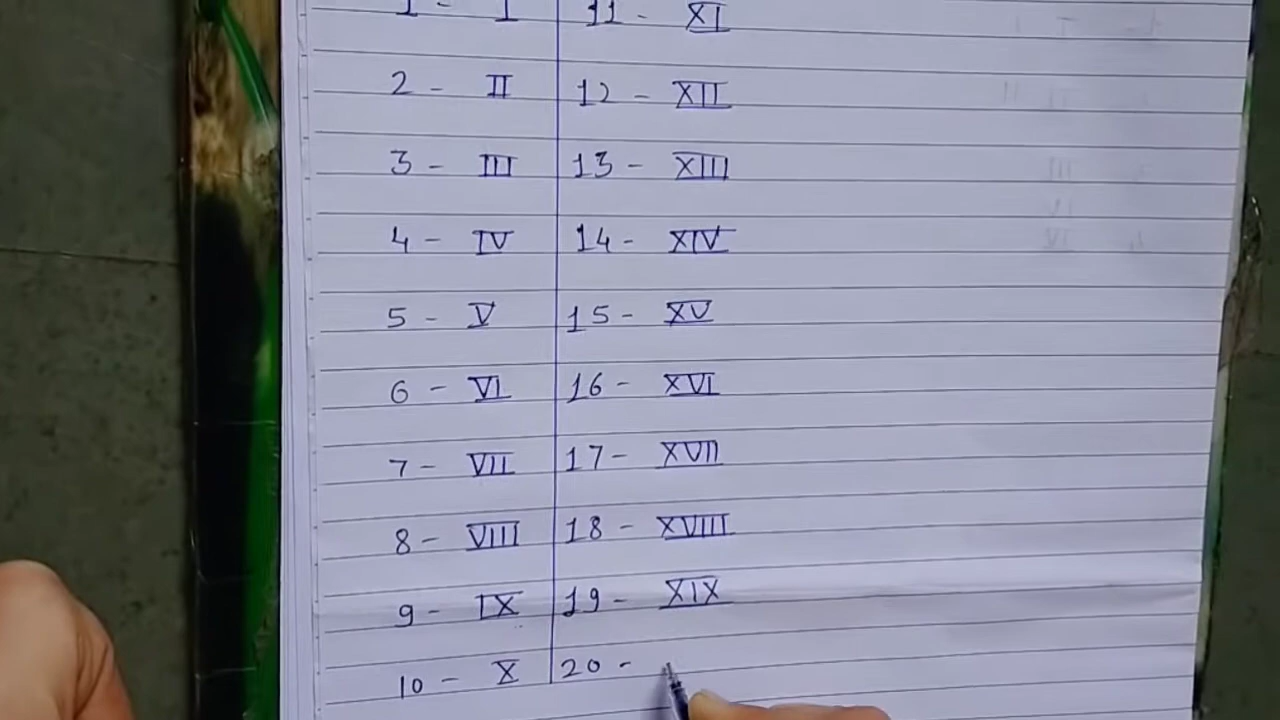 1 - I 11 - XI
2 - II 12 - XII
3 - III 13 - XIII
4 - IV 14 - XIV
5 - V 15 - XV
6 - VI 16 - XVI
7 - VII 17 - XVII
8 - VIII 18 - XVIII
9 - IX 19 - XIX
10 - X 20 -